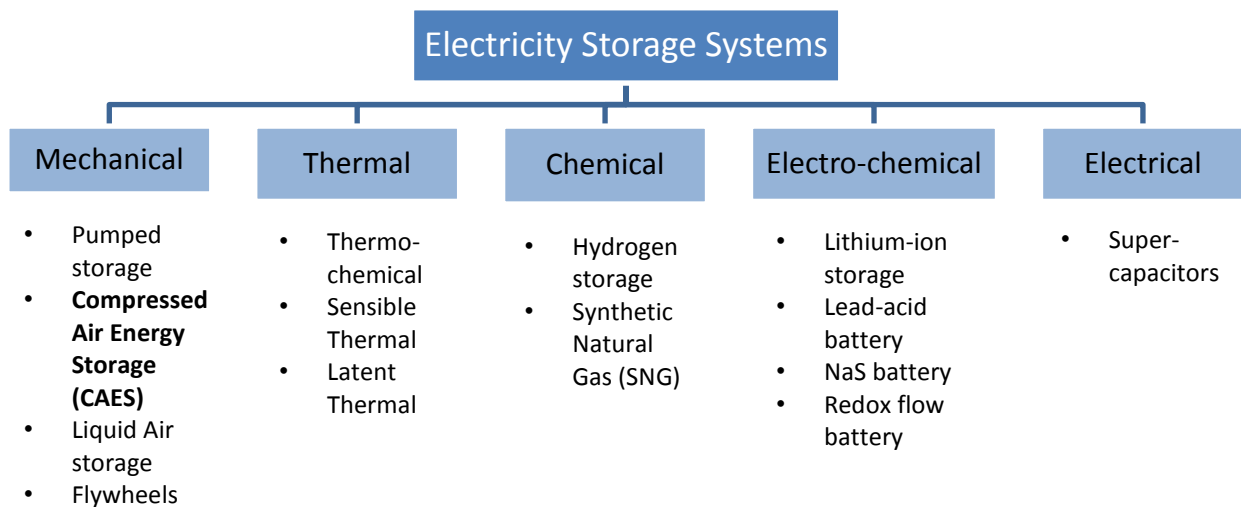 Electricity Storage Systems
Mechanical
• Pumped
storage
• Compressed
Air Energy
Storage
(CAES)
• Liquid Air
storage
• Flywheels
Thermal
• Thermo-
chemical
• Sensible
Thermal
• Latent
Thermal
Chemical
• Hydrogen
storage
• Synthetic
Natural
Gas (SNG)
Electro-chemical
• Lithium-ion
storage
• Lead-acid
battery
• NaS battery
• Redox flow
battery
Electrical
• Super-
capacitors